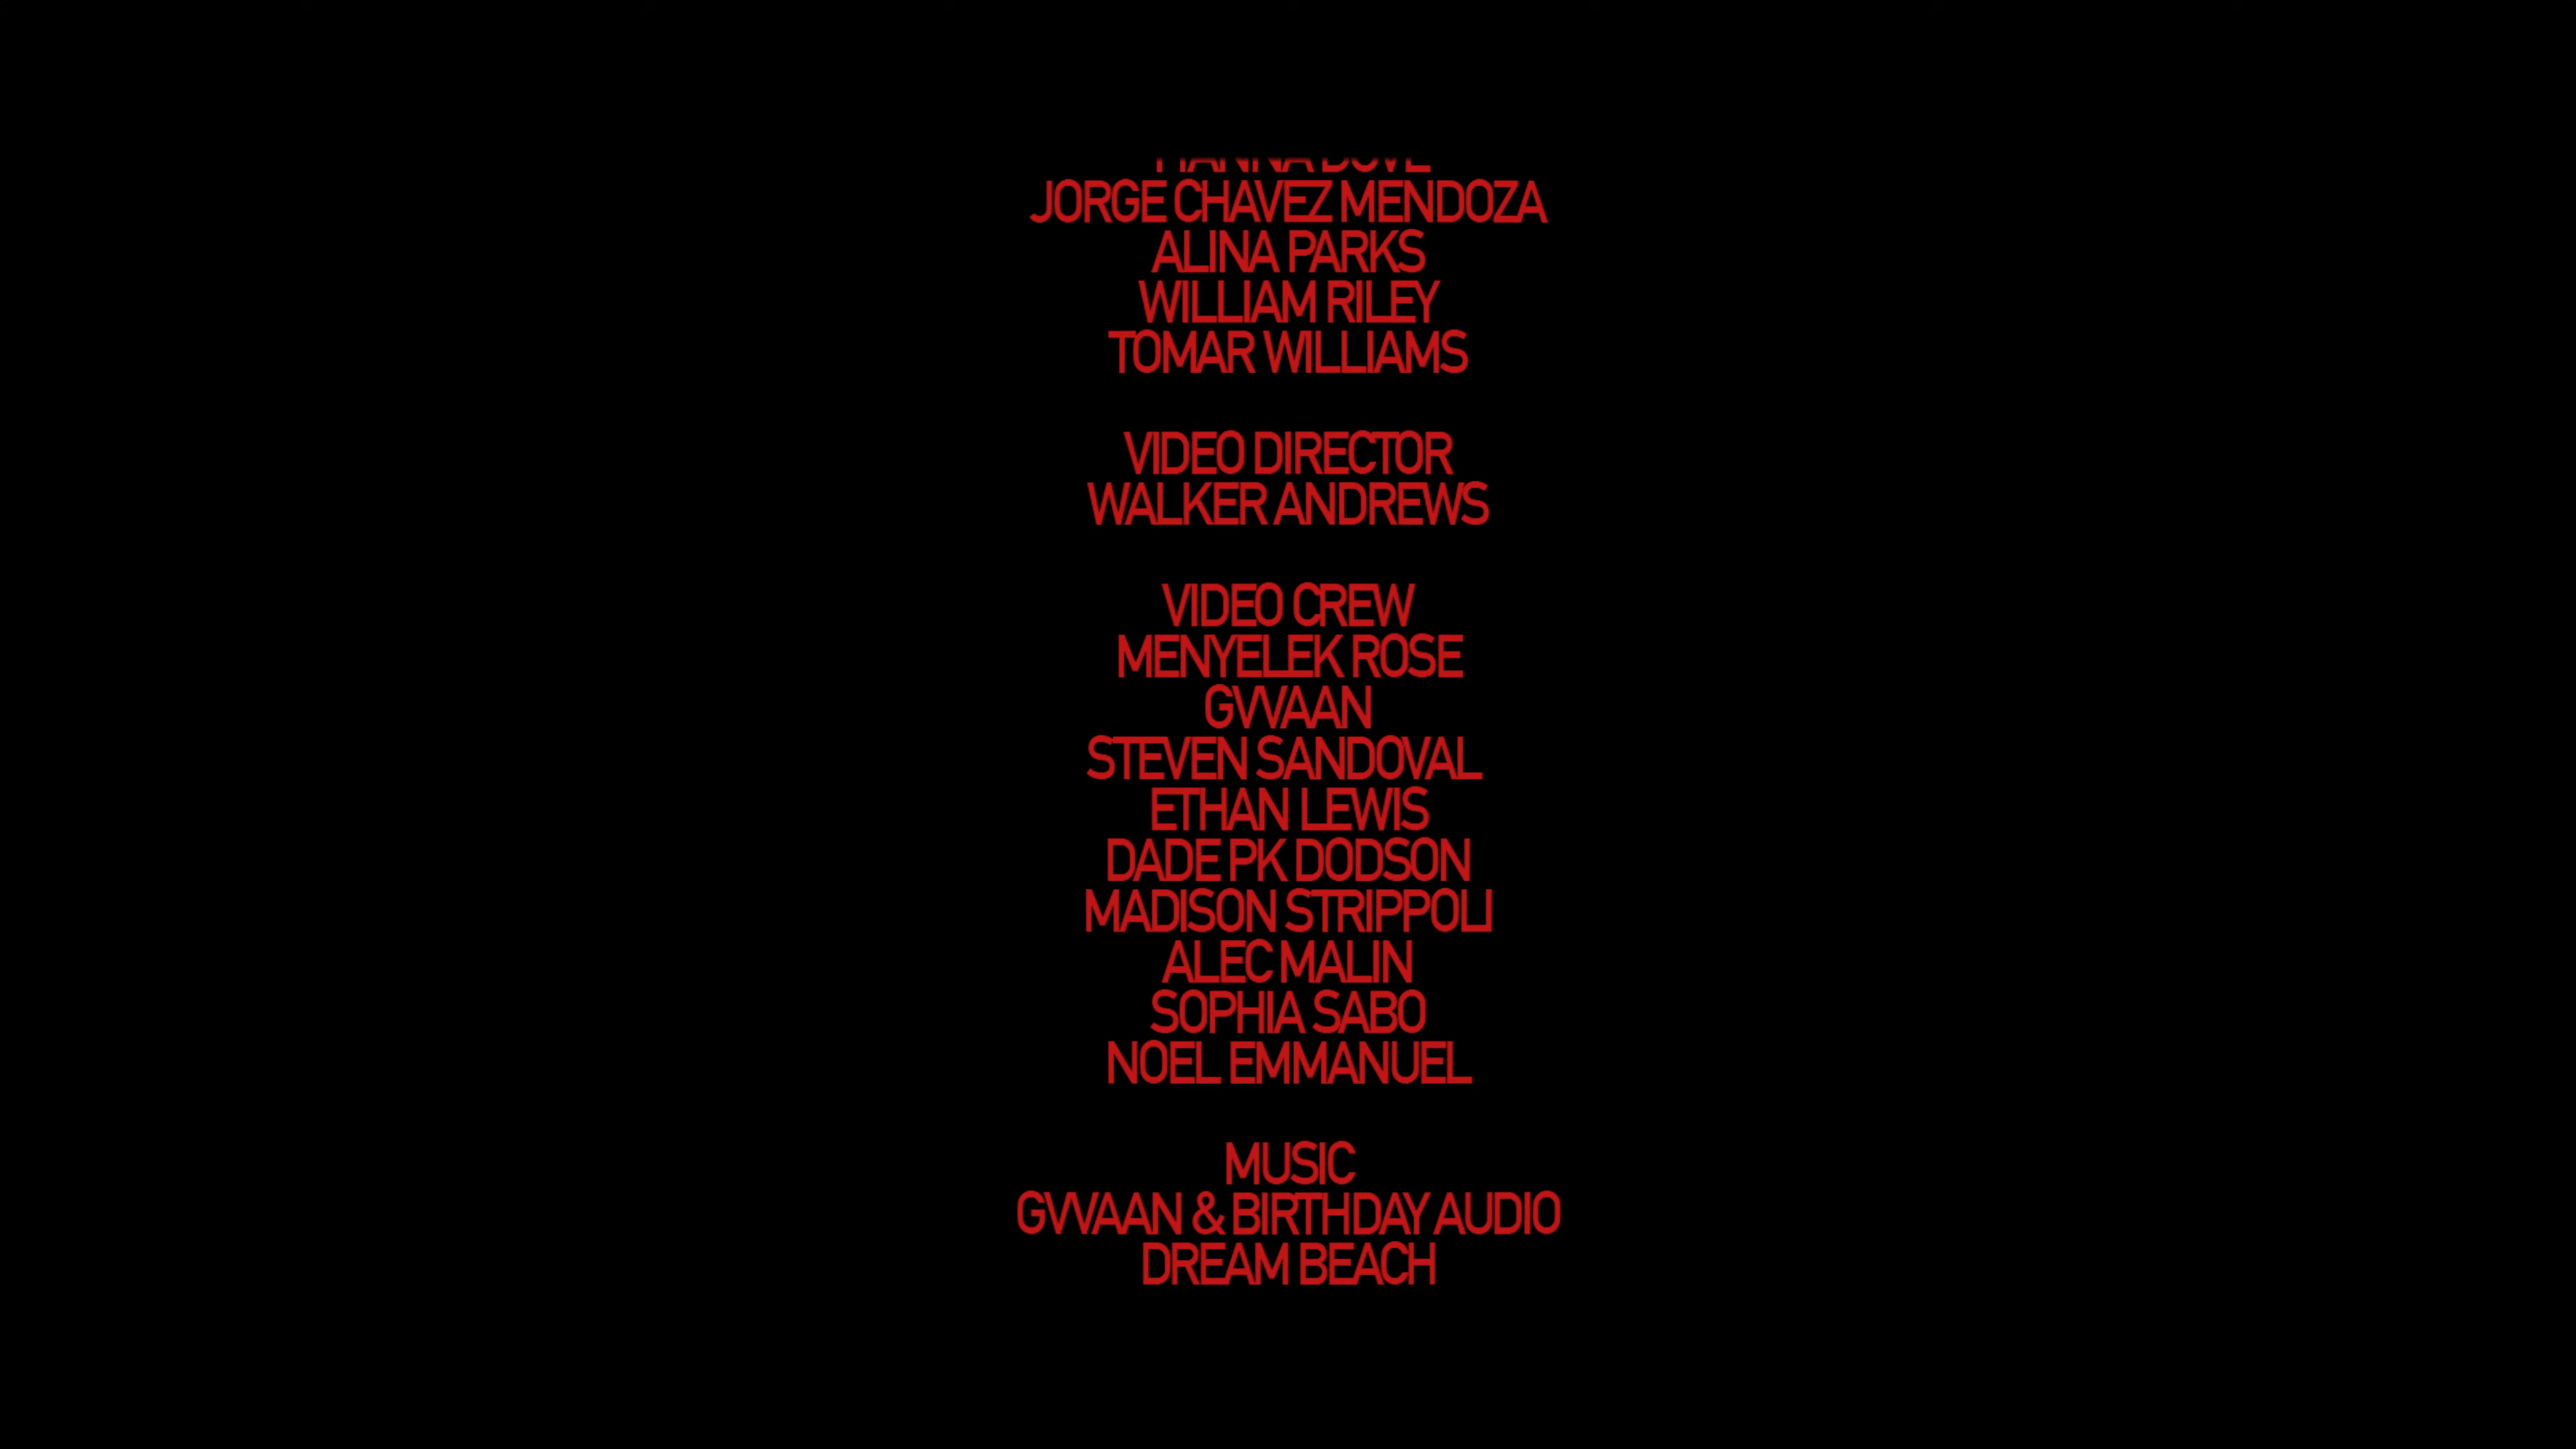 JORGE CHAVEZ MENDOZA
ALINA PARKS
WILLIAM RILEY
TOMAR WILLIAMS
VIDEO DIRECTOR
WALKER ANDREWS
VIDEO CREW
MENYELEK ROSE
GVVAAN
STEVEN SANDOVAL
ETHAN LEWIS
DADE PK DODSON
MADISON STRIPPOLI
ALEC MALIN
SOPHIA SABO
NOEL EMMANUEL
MUSIC
GVVAAN & BIRTHDAY AUDIO
DREAM BEACH